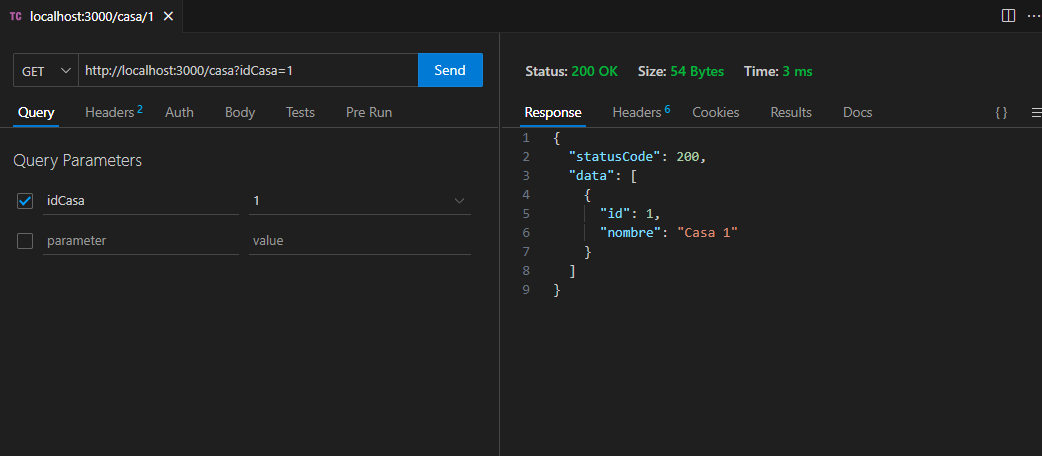 TC localhost:3000/casa/1
GET http://localhost:3000/casa?idCasa=1 Send
Query Headers 2 Auth Body Tests Pre Run
Query Parameters
idCasa 1
parameter value
Status: 200 OK Size: 54 Bytes Time: 3 ms
Response Headers 6 Cookies Results Docs { }
1 {
2 "statusCode": 200,
3 "data": [
4 {
5 "id": 1,
6 "nombre": "Casa 1"
7 }
8 ]
9 }